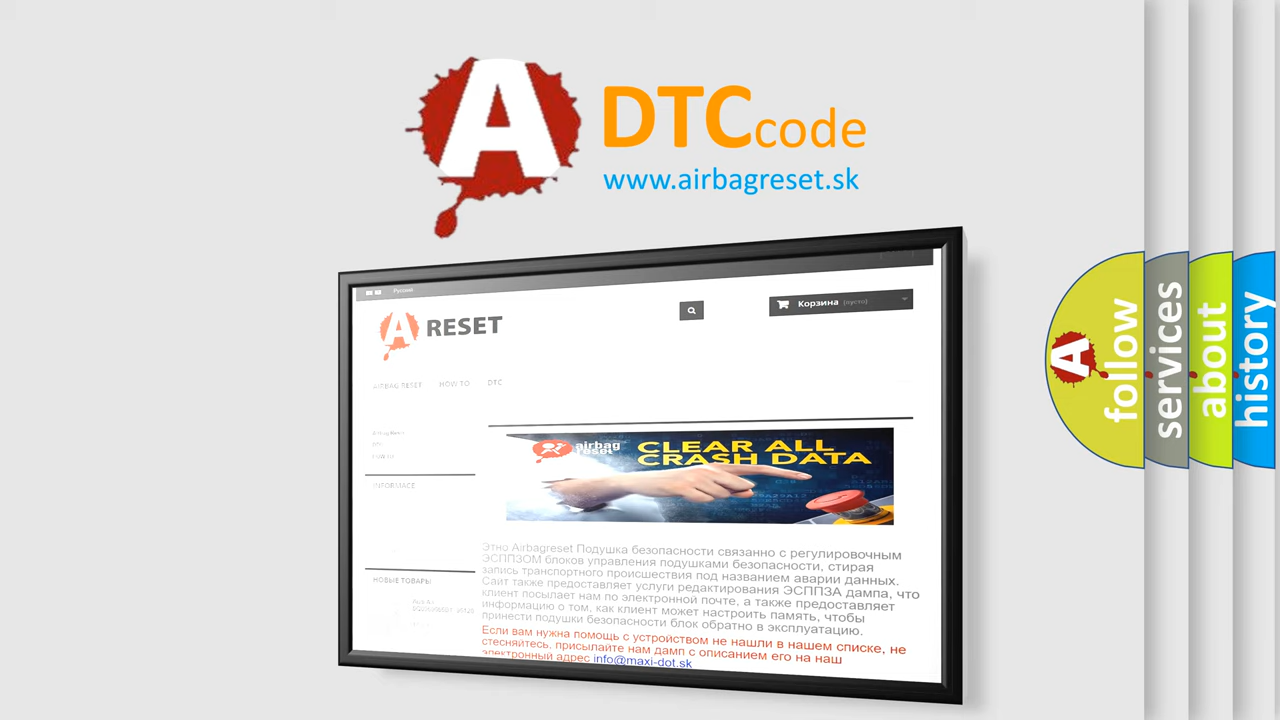 A DTCcode
www.airbagreset.sk
Русский
A RESET
Корзина (пусто)
AIRBAG RESET HOW TO DTC
INFORMACE
НОВЫЕ ТОВАРЫ
airbag
reset
CLEAR ALL
CRASH DATA
Этно Airbagreset Подушка безопасности связанно с регулировочным
ЭСППЗОМ блоков управления подушками безопасности, стирая
запись транспортного происшествия под названием аварии данных.
Сайт также предоставляет услуги редактирования ЭСППЗА дампа, что
клиент посылает нам по электронной почте, а также предоставляет
информацию о том, как клиент может настроить память, чтобы
принести подушки безопасности блок обратно в эксплуатацию.
Если вам нужна помощь с устройством не нашли в нашем списке, не
стесняйтесь, присылайте нам дамп с описанием его на наш
электронный адрес info@maxi-dot.sk
A follow
services
about
history